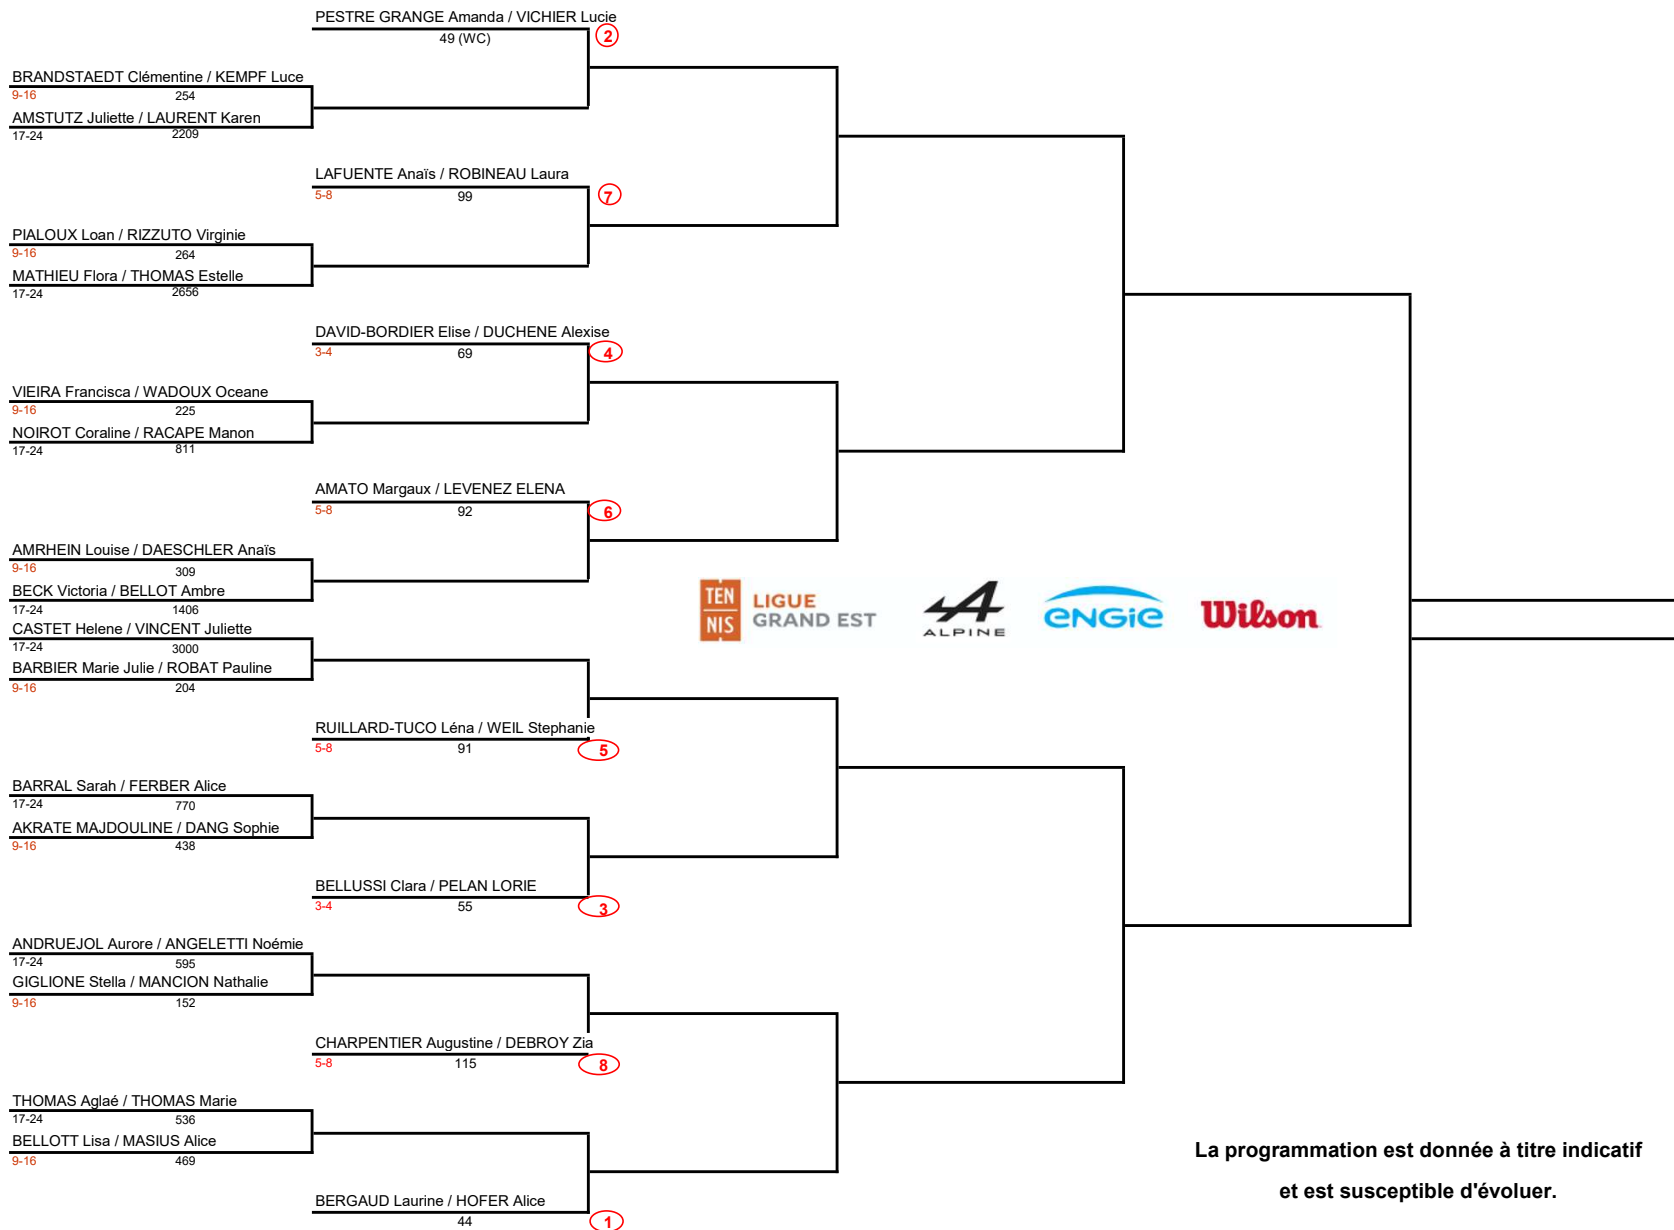 PESTRE GRANGE Amanda / VICHIER Lucie
49 (WC)
2
BRANDSTAEDT Clémentine / KEMPF Luce
9-16 254
AMSTUTZ Juliette / LAURENT Karen
17-24 2209
LAFUENTE Anaïs / ROBINEAU Laura
5-8 99
7
PIALOUX Loan / RIZZUTO Virginie
9-16 264
MATHIEU Flora / THOMAS Estelle
17-24 2656
DAVID-BORDIER Elise / DUCHENE Alexise
3-4 69
4
VIEIRA Francisca / WADOUX Oceane
9-16 225
NOIROT Coraline / RACAPE Manon
17-24 811
AMATO Margaux / LEVENEZ ELENA
5-8 92
6
AMRHEIN Louise / DAESCHLER Anaïs
9-16 309
BECK Victoria / BELLOT Ambre
17-24 1406
TEN
NIS
LIGUE
GRAND EST
ALPINE
ENGIE
Wilson
CASTET Helene / VINCENT Juliette
17-24 3000
BARBIER Marie Julie / ROBAT Pauline
9-16 204
RUILLARD-TUCO Léna / WEIL Stephanie
5-8 91
5
BARRAL Sarah / FERBER Alice
17-24 770
AKRATE MAJDOULINE / DANG Sophie
9-16 438
BELLUSSI Clara / PELAN LORIE
3-4 55
3
ANDRUEJOL Aurore / ANGELETTI Noémie
17-24 595
GIGLIONE Stella / MANCION Nathalie
9-16 152
CHARPENTIER Augustine / DEBROY Zia
5-8 115
8
THOMAS Aglaé / THOMAS Marie
17-24 536
BELLOTT Lisa / MASIUS Alice
9-16 469
BERGAUD Laurine / HOFER Alice
44
1
La programmation est donnée à titre indicatif
et est susceptible d'évoluer.